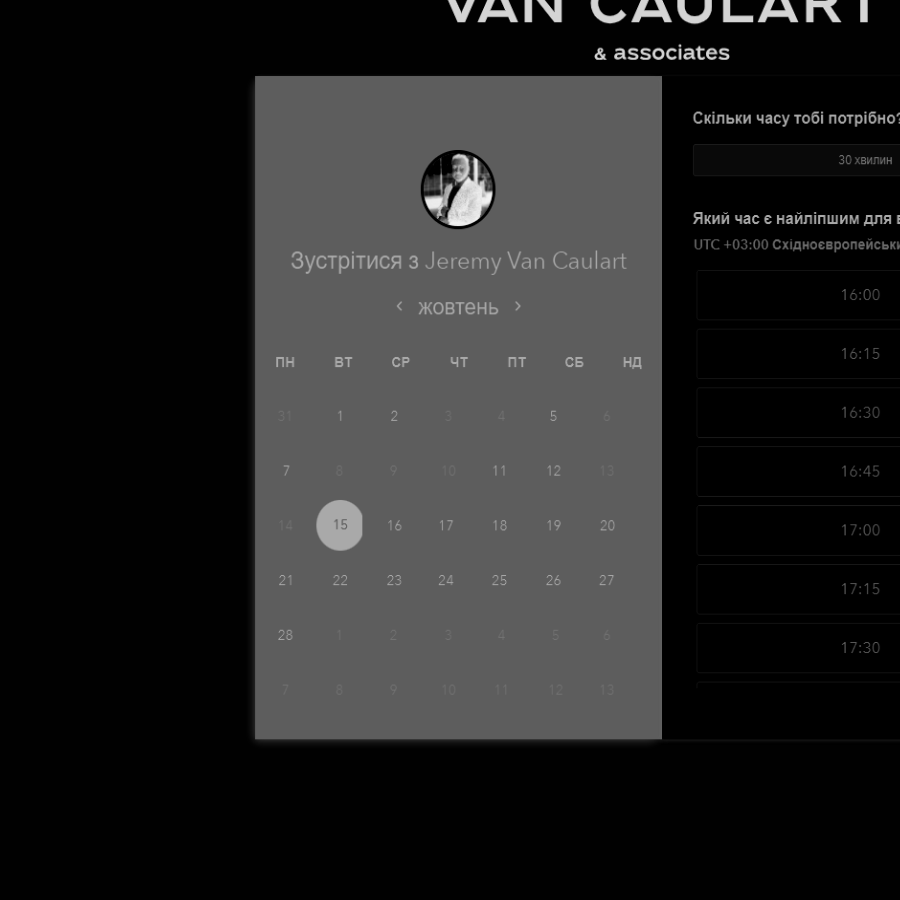 VAN CAULART
& associates
Зустрітися з Jeremy Van Caulart
жовтень
ПН ВТ СР ЧТ ПТ СБ НД
31 1 2 3 4 5 6
7 8 9 10 11 12 13
14 15 16 17 18 19 20
21 22 23 24 25 26 27
28 1 2 3 4 5 6
7 8 9 10 11 12 13
Скільки часу тобі потрібно?
30 хвилин
Який час є найліпшим для
UTC +03:00
16:00
16:15
16:30
16:45
17:00
17:15
17:30